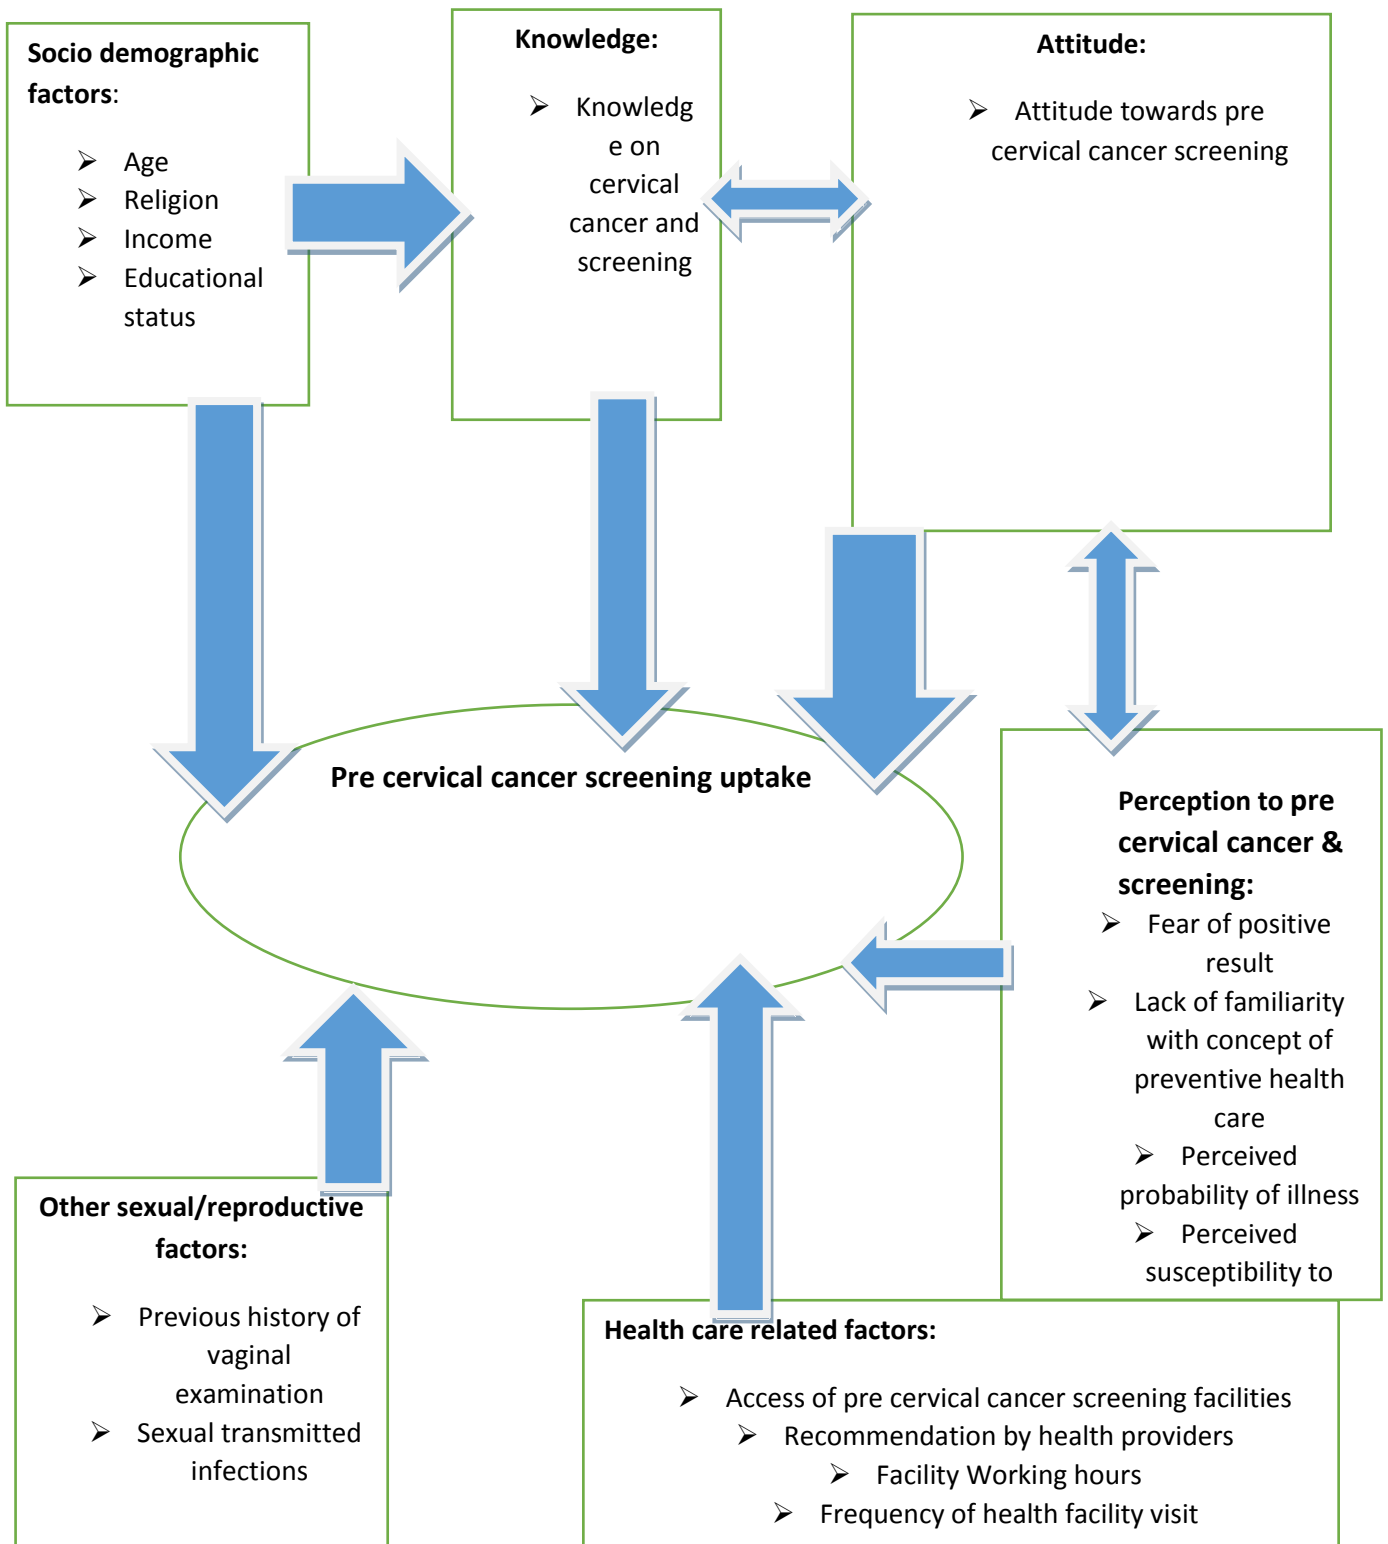 Socio demographic
factors:
➢ Age
➢ Religion
➢ Income
➢ Educational
status
Knowledge:
➢ Knowledg
e on
cervical
cancer and
screening
Attitude:
➢ Attitude towards pre
cervical cancer screening
Pre cervical cancer screening uptake
Perception to pre
cervical cancer &
screening:
➢ Fear of positive
result
➢ Lack of familiarity
with concept of
preventive health
care
➢ Perceived
probability of illness
➢ Perceived
susceptibility to
Other sexual/reproductive
factors:
➢ Previous history of
vaginal
examination
➢ Sexual transmitted
infections
Health care related factors:
➢ Access of pre cervical cancer screening facilities
➢ Recommendation by health providers
➢ Facility Working hours
➢ Frequency of health facility visit